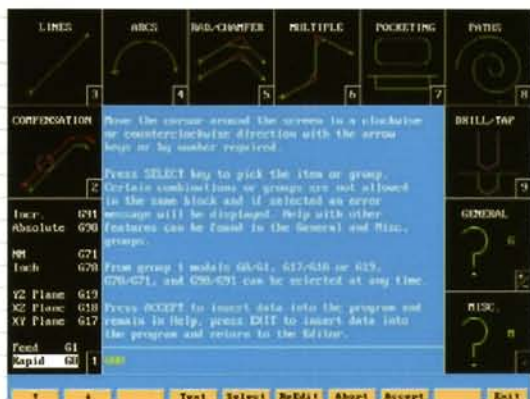 LINES ARCS RAD/CHAMFER MULTIPLE POCKETING PATHS
3 4 5 6 7 8
COMPENSATION
2
Move the cursor around the screen in a clockwise
or counterclockwise direction with the arrow
keys or by number required.
Press SELECT key to pick the item or group.
Certain combinations or groups are not allowed
in the same block and if selected an error
message will be displayed. Help with other
features can be found in the General and Misc.
groups.
From group 1 modals G0/G1, G17/G18 or G19,
G70/G71, and G90/G91 can be selected at any time.
Press ACCEPT to insert data into the program and
remain in Help, press EXIT to insert data into
the program and return to the Editor.
DRILL/TAP
9
GENERAL
G
MISC.
M
Incr. G91
Absolute G90
MM G71
Inch G70
YZ Plane G19
XZ Plane G18
XY Plane G17
Feed G1
Rapid G0 1
Text Select ReEdit Abort Accept Exit